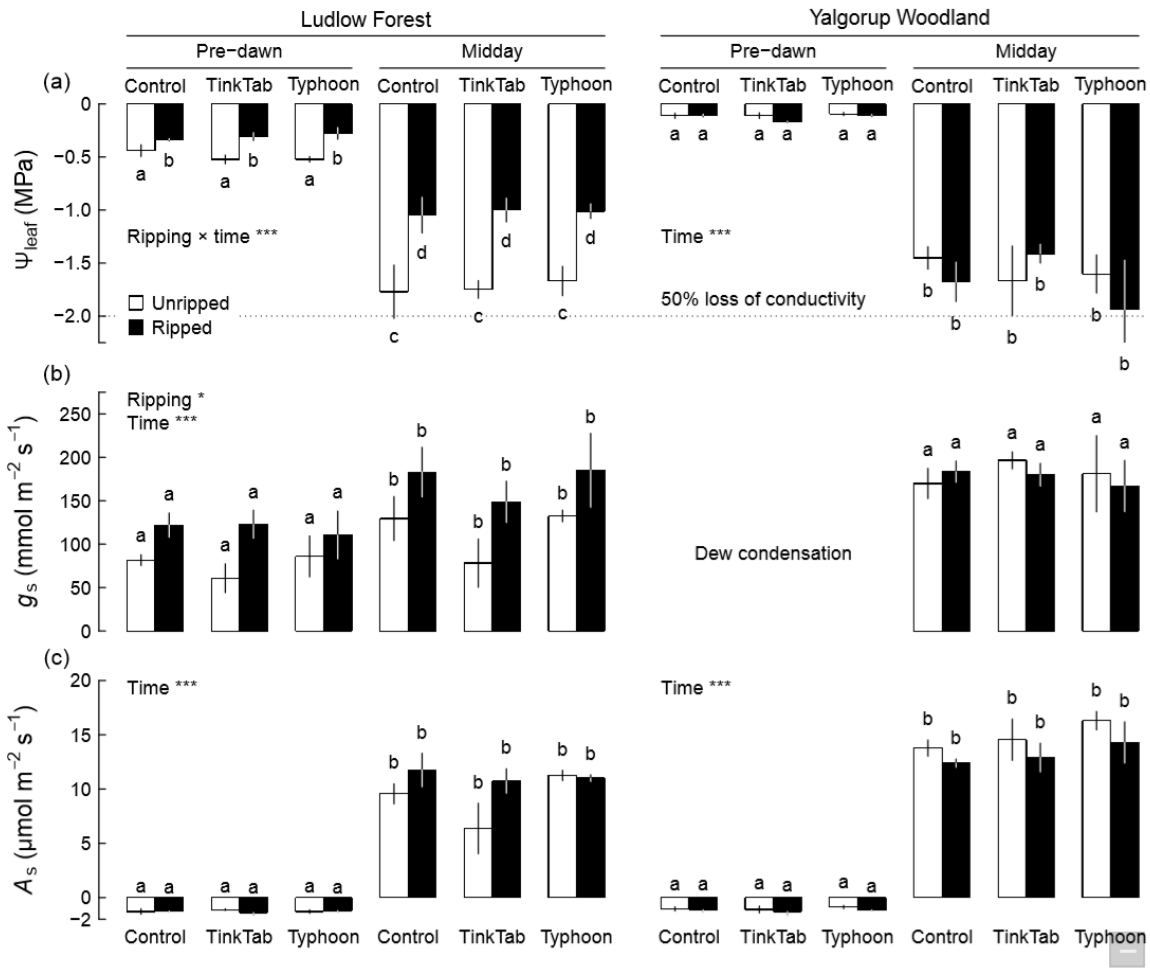 Ludlow Forest Yalgorup Woodland
Pre−dawn Midday Pre−dawn Midday
(a) Control TinkTab Typhoon Control TinkTab Typhoon Control TinkTab Typhoon Control TinkTab Typhoon
Ψleaf (MPa)
0
−0.5
−1.0
−1.5
−2.0
a b a b a b c d c d c d a a a a a a b b b b b b
Ripping × time *** Time ***
Unripped 50% loss of conductivity
Ripped
(b)
Ripping *
Time ***
gs (mmol m−2 s−1)
250
200
150
100
50
0
a a a a a a b b b b b b a a a a a a
Dew condensation
(c)
Time *** Time ***
As (μmol m−2 s−1)
20
15
10
5
0
−2
a a a a a a b b b b b b a a a a a a b b b b b b
Control TinkTab Typhoon Control TinkTab Typhoon Control TinkTab Typhoon Control TinkTab Typhoon